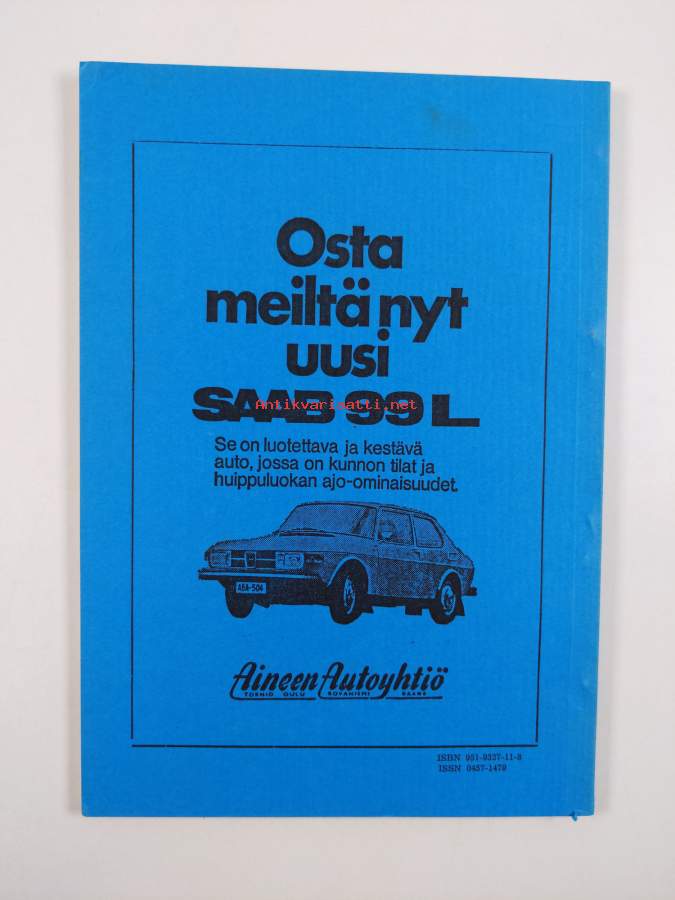 Osta
meiltä nyt
uusi
SAAB 99 L
Antikvariaatti.net
Se on luotettava ja kestävä
auto, jossa on kunnon tilat ja
huippuluokan ajo-ominaisuudet.
ABA-504
Aineen Autoyhtiö
TORNIO OULU ROVANIEMI
ISBN 951-9327-11-8
ISSN 0457-1479